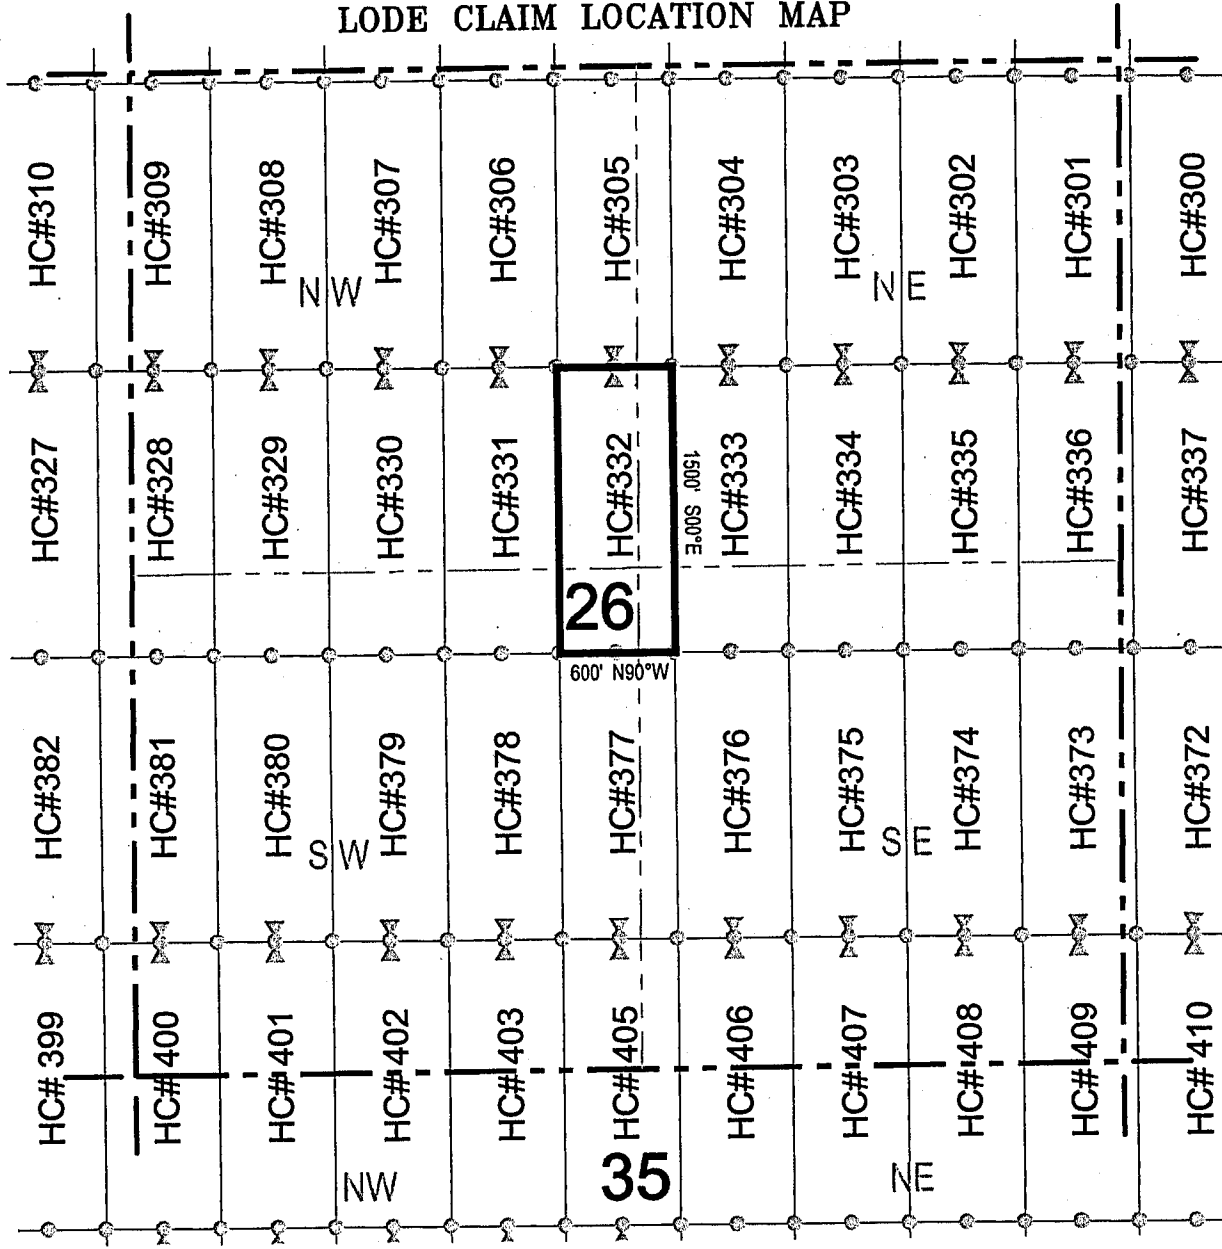 LODE CLAIM LOCATION MAP
HC#310
HC#309
HC#308
HC#307
HC#306
HC#305
HC#304
HC#303
HC#302
HC#301
HC#300
NW
NE
HC#327
HC#328
HC#329
HC#330
HC#331
HC#332
1500' S00°E
HC#333
HC#334
HC#335
HC#336
HC#337
26
600' N90°W
HC#382
HC#381
HC#380
HC#379
HC#378
HC#377
HC#376
HC#375
HC#374
HC#373
HC#372
SW
SE
HC#399
HC#400
HC#401
HC#402
HC#403
HC#405
HC#406
HC#407
HC#408
HC#409
HC#410
NW
35
NE